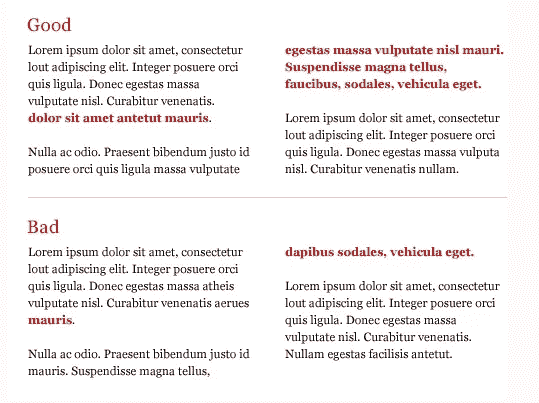 Good
Lorem ipsum dolor sit amet, consectetur
lout adipiscing elit. Integer posuere orci
quis ligula. Donec egestas massa
vulputate nisl. Curabitur venenatis.
dolor sit amet antetut mauris.
Nulla ac odio. Praesent bibendum justo id
posuere orci quis ligula massa vulputate
egestas massa vulputate nisl mauri.
Suspendisse magna tellus,
faucibus, sodales, vehicula eget.
Lorem ipsum dolor sit amet, consectetur
lout adipiscing elit. Integer posuere orci
quis ligula. Donec egestas massa vulputa
nisl. Curabitur venenatis nullam.
Bad
Lorem ipsum dolor sit amet, consectetur
lout adipiscing elit. Integer posuere orci
quis ligula. Donec egestas massa atheis
vulputate nisl. Curabitur venenatis aerues
mauris.
Nulla ac odio. Praesent bibendum justo id
mauris. Suspendisse magna tellus,
dapibus sodales, vehicula eget.
Lorem ipsum dolor sit amet, consectetur
lout adipiscing elit. Integer posuere orci
quis ligula. Donec egestas massa
vulputate nisl. Curabitur venenatis.
Nullam egestas facilisis antetut.